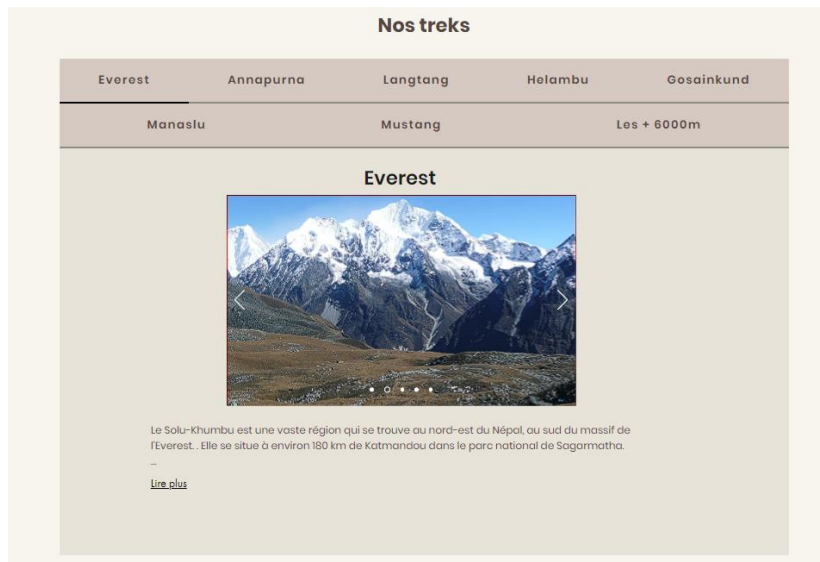 Nos treks
Everest Annapurna Langtang Helambu Gosainkund
Manaslu Mustang Les + 6000m
Everest
Le Solu-Khumbu est une vaste région qui se trouve au nord-est du Népal, au sud du massif de
l'Everest. . Elle se situe à environ 180 km de Katmandou dans le parc national de Sagarmatha.
...
Lire plus